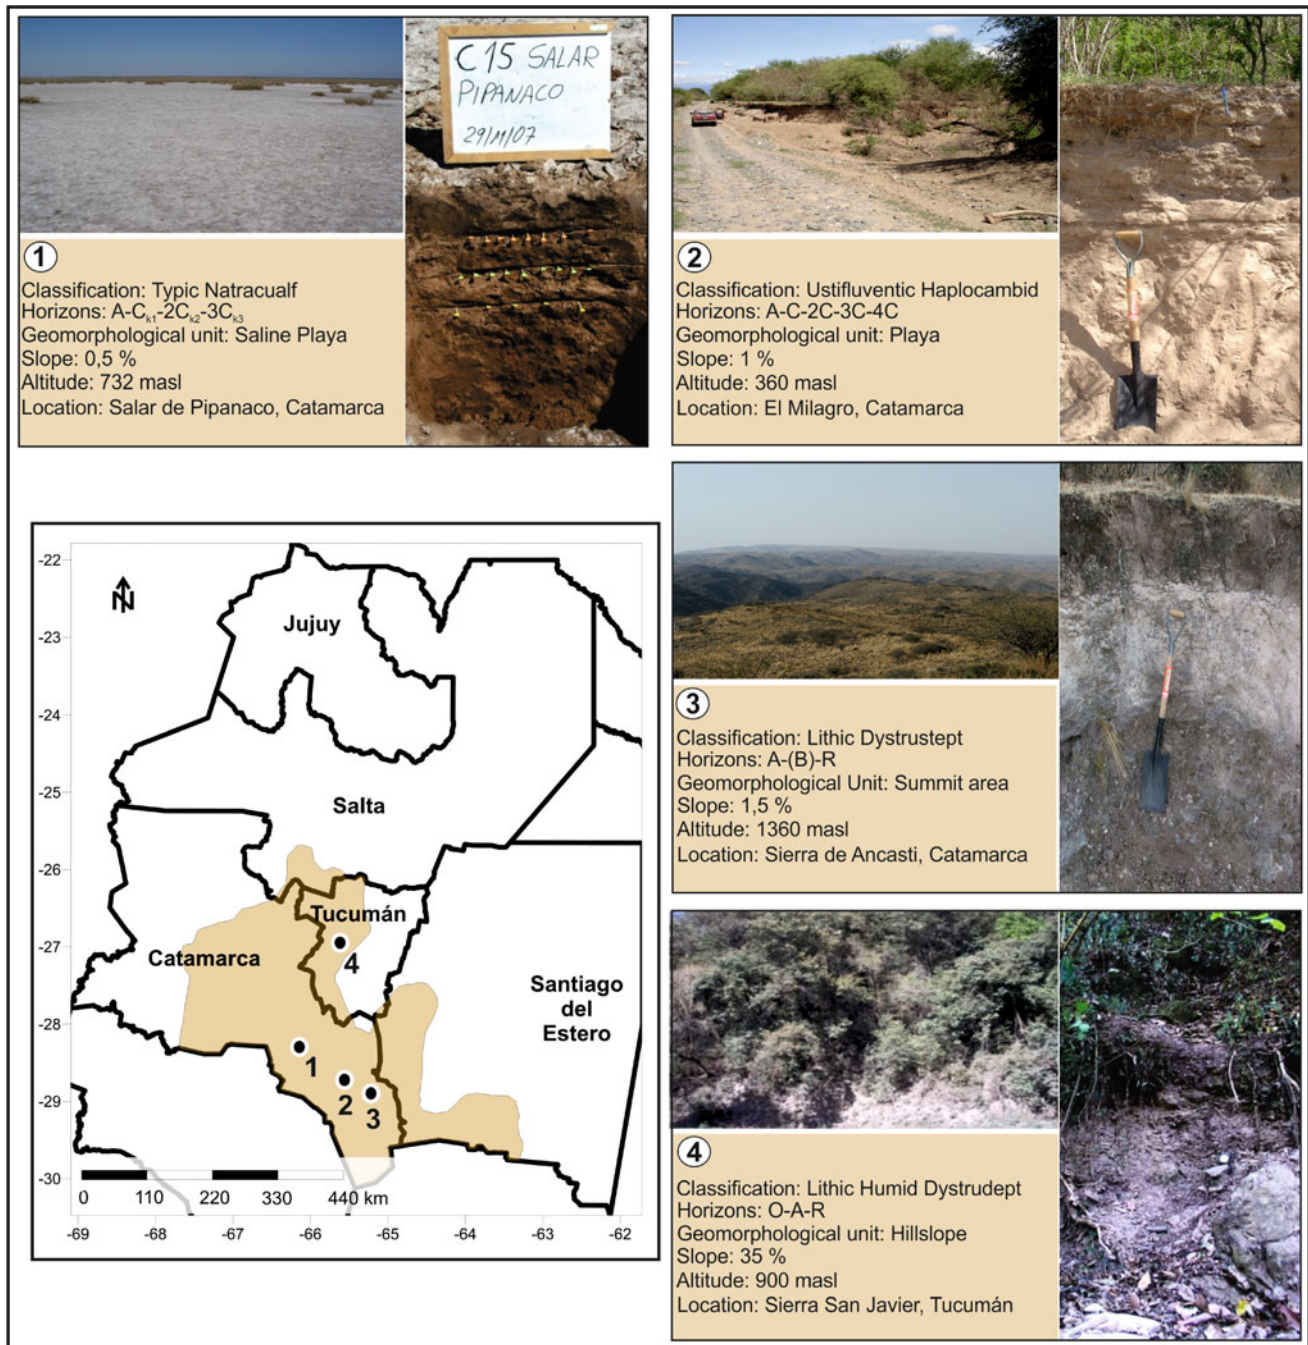 C15 SALAR
PIPANACO
29/11/07
1
Classification: Typic Natracualf
Horizons: A-Ck1-2Ck2-3Ck3
Geomorphological unit: Saline Playa
Slope: 0,5 %
Altitude: 732 masl
Location: Salar de Pipanaco, Catamarca
2
Classification: Ustifluventic Haplocambid
Horizons: A-C-2C-3C-4C
Geomorphological unit: Playa
Slope: 1 %
Altitude: 360 masl
Location: El Milagro, Catamarca
3
Classification: Lithic Dystrustept
Horizons: A-(B)-R
Geomorphological Unit: Summit area
Slope: 1,5 %
Altitude: 1360 masl
Location: Sierra de Ancasti, Catamarca
4
Classification: Lithic Humid Dystrudept
Horizons: O-A-R
Geomorphological unit: Hillslope
Slope: 35 %
Altitude: 900 masl
Location: Sierra San Javier, Tucumán
-22
N
Jujuy
-23
-24
-25
Salta
-26
Tucumán
-27
Catamarca
4
Santiago
del
Estero
-28
1
2
3
-29
-30
0 110 220 330 440 km
-69 -68 -67 -66 -65 -64 -63 -62